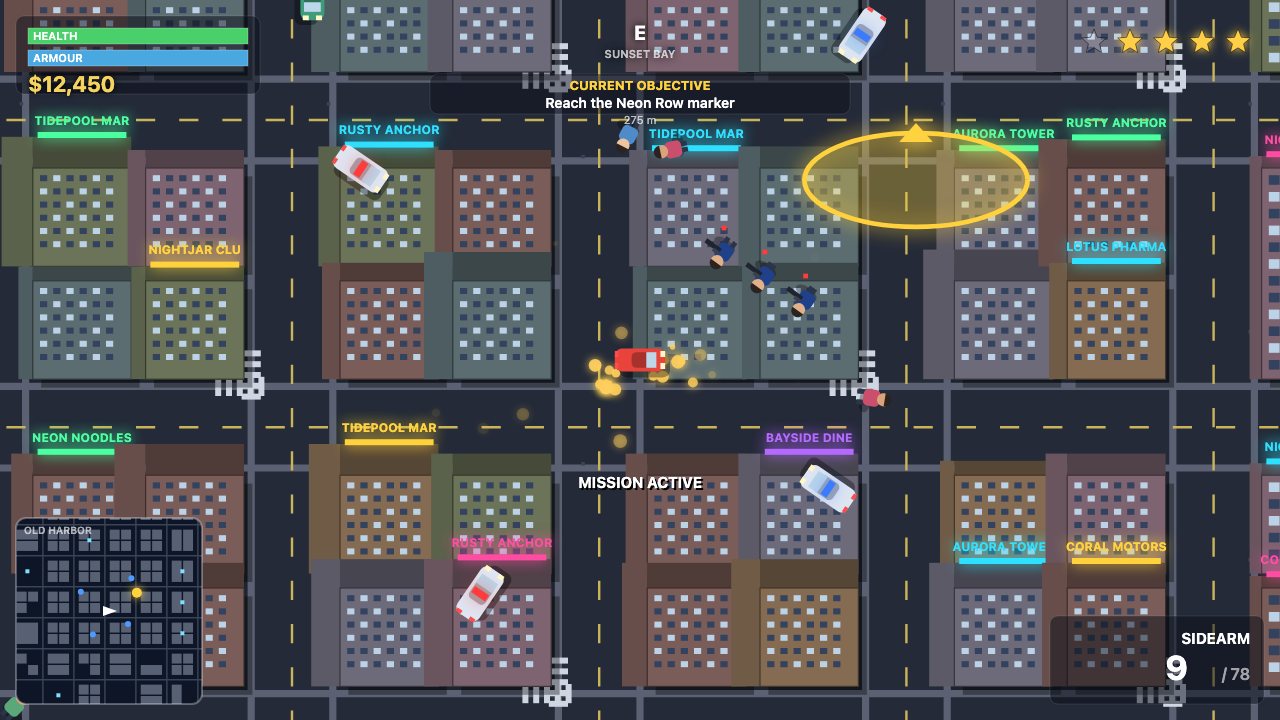 HEALTH
ARMOUR
$12,450
E
SUNSET BAY
CURRENT OBJECTIVE
Reach the Neon Row marker
275 m
TIDEPOOL MAR
RUSTY ANCHOR
TIDEPOOL MAR
AURORA TOWER
RUSTY ANCHOR
NIGHTJAR CLU
LOTUS PHARMA
NEON NOODLES
TIDEPOOL MAR
BAYSIDE DINE
MISSION ACTIVE
OLD HARBOR
RUSTY ANCHOR
AURORA TOWE
CORAL MOTORS
SIDEARM
9 / 78